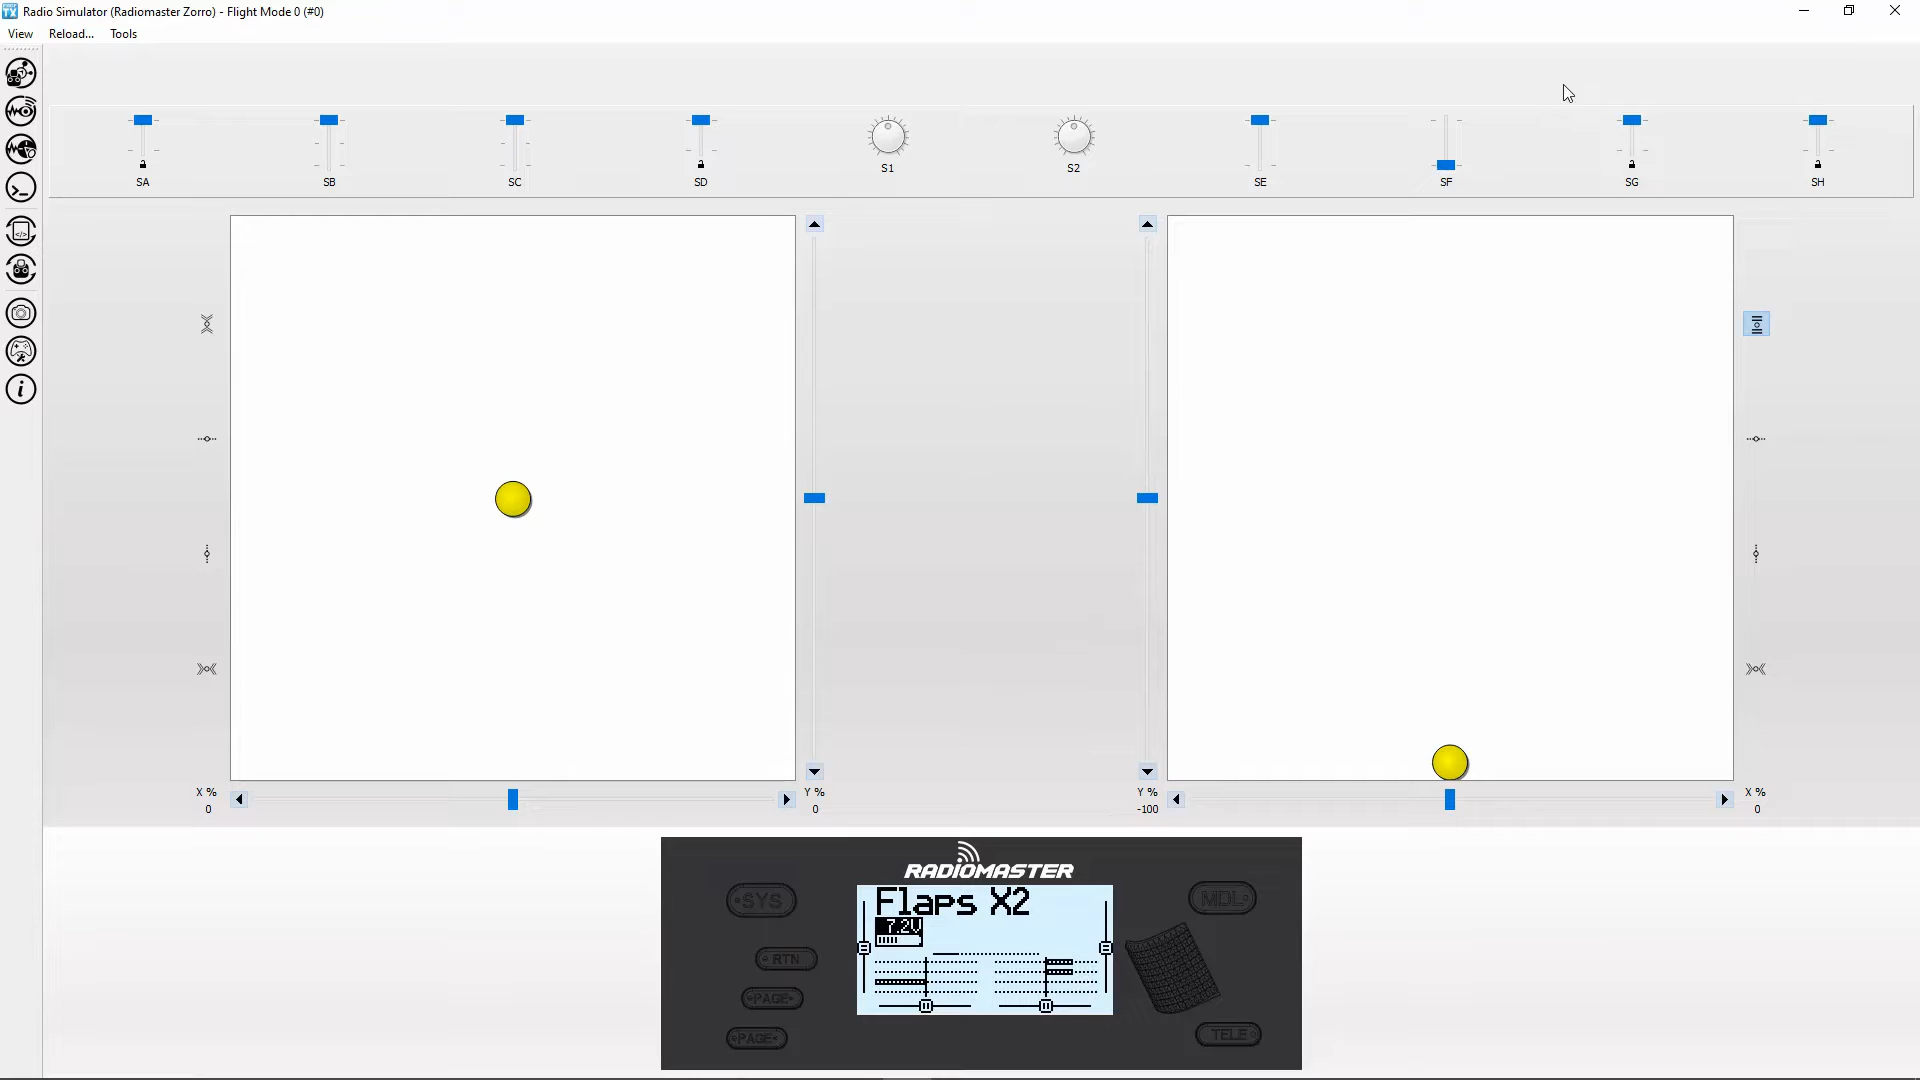 Radio Simulator (Radiomaster Zorro) - Flight Mode 0 (#0)
View Reload... Tools
SA SB SC SD S1 S2 SE SF SG SH
X % Y % Y % X %
0 0 -100 0
RADIOMASTER
SYS MDL
Flaps X2
7.2V
RTN
PAGE
PAGE
TELE